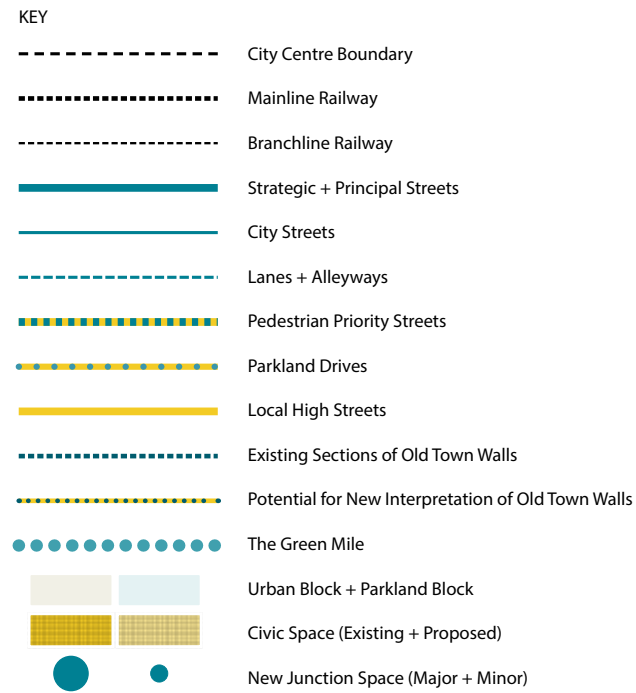 KEY
City Centre Boundary
Mainline Railway
Branchline Railway
Strategic + Principal Streets
City Streets
Lanes + Alleyways
Pedestrian Priority Streets
Parkland Drives
Local High Streets
Existing Sections of Old Town Walls
Potential for New Interpretation of Old Town Walls
The Green Mile
Urban Block + Parkland Block
Civic Space (Existing + Proposed)
New Junction Space (Major + Minor)